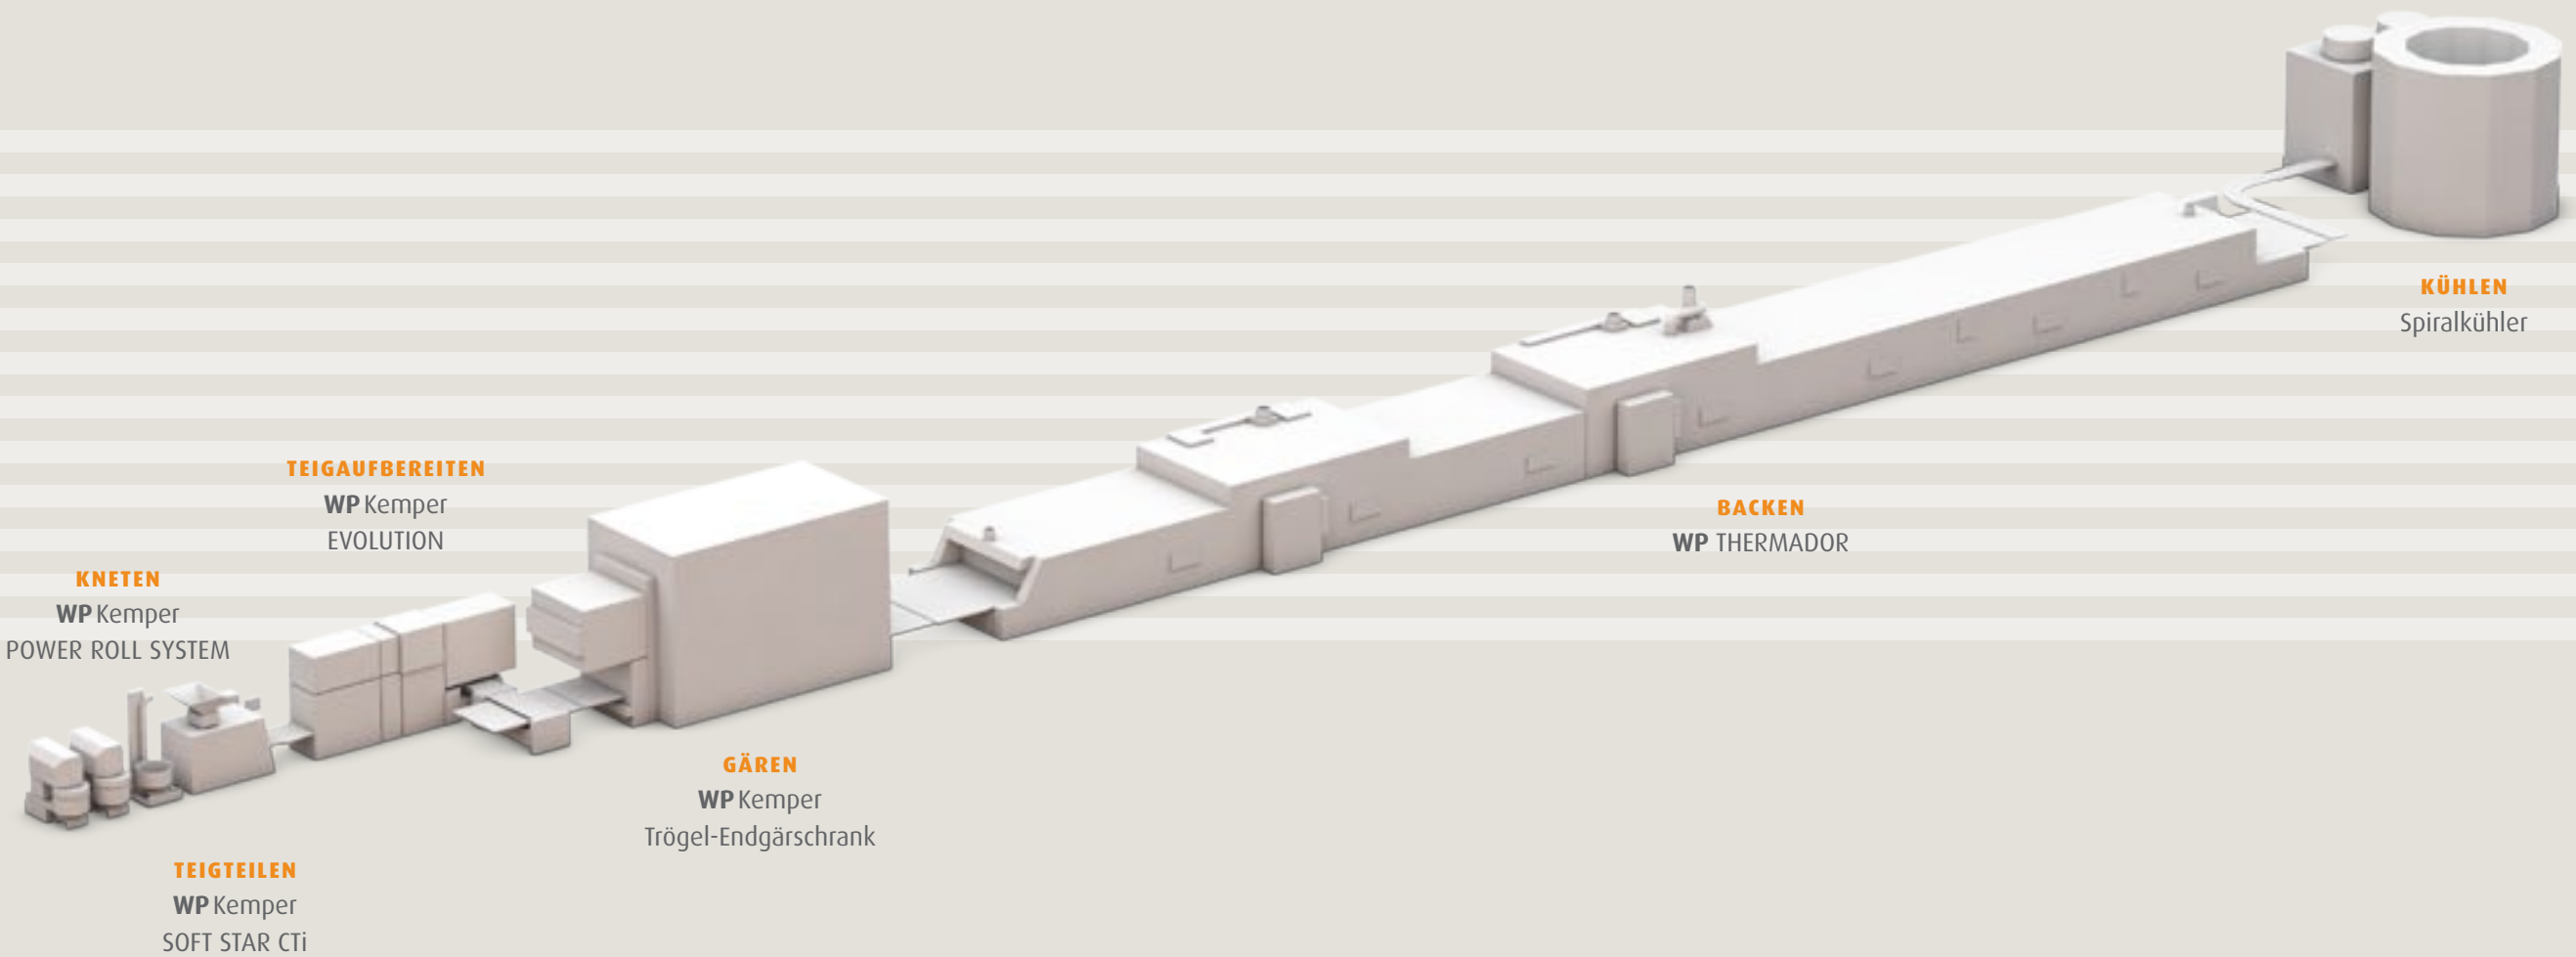 KNETEN
WP Kemper
POWER ROLL SYSTEM
TEIGTEILEN
WP Kemper
SOFT STAR CTi
TEIGAUFBEREITEN
WP Kemper
EVOLUTION
GÄREN
WP Kemper
Trögel-Endgärschrank
BACKEN
WP THERMADOR
KÜHLEN
Spiralkühler